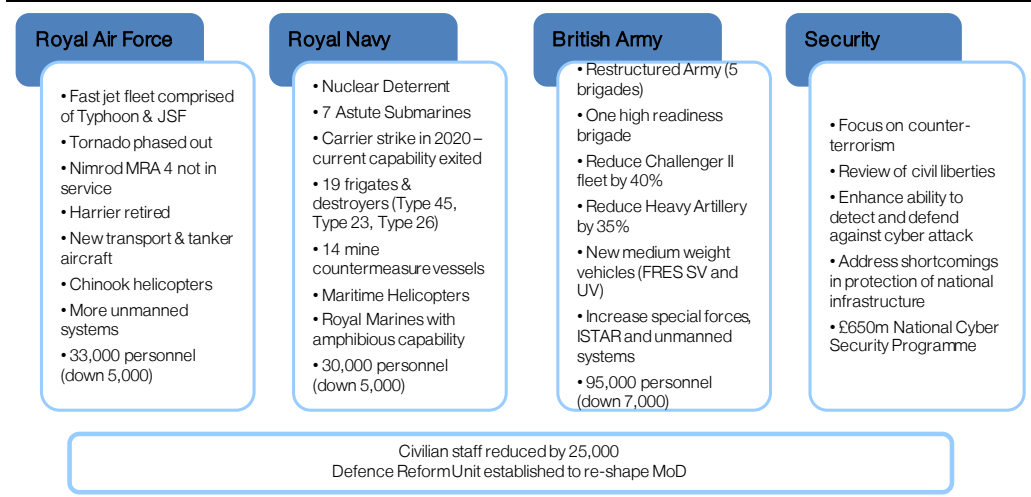 Royal Air Force
• Fast jet fleet comprised
of Typhoon & JSF
• Tornado phased out
• Nimrod MRA 4 not in
service
• Harrier retired
• New transport & tanker
aircraft
• Chinook helicopters
• More unmanned
systems
• 33,000 personnel
(down 5,000)
Royal Navy
• Nuclear Deterrent
• 7 Astute Submarines
• Carrier strike in 2020 –
current capability exited
• 19 frigates &
destroyers (Type 45,
Type 23, Type 26)
• 14 mine
countermeasure vessels
• Maritime Helicopters
• Royal Marines with
amphibious capability
• 30,000 personnel
(down 5,000)
British Army
• Restructured Army (5
brigades)
• One high readiness
brigade
• Reduce Challenger II
fleet by 40%
• Reduce Heavy Artillery
by 35%
• New medium weight
vehicles (FRES SV and
UV)
• Increase special forces,
ISTAR and unmanned
systems
• 95,000 personnel
(down 7,000)
Security
• Focus on counter-
terrorism
• Review of civil liberties
• Enhance ability to
detect and defend
against cyber attack
• Address shortcomings
in protection of national
infrastructure
• £650m National Cyber
Security Programme
Civilian staff reduced by 25,000
Defence Reform Unit established to re-shape MoD